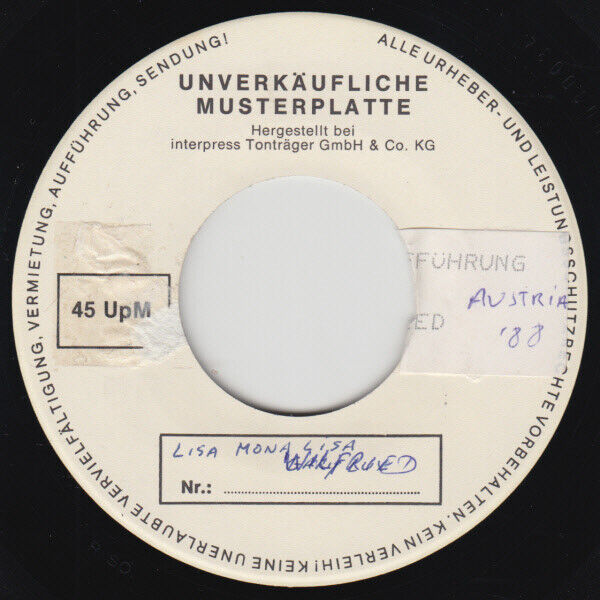 UNVERKÄUFLICHE
MUSTERPLATTE
Hergestellt bei
interpress Tonträger GmbH & Co. KG
ALLE URHEBER- UND LEISTUNGSSCHUTZRECHTE VORBEHALTEN. KEIN VERLEIH! KEINE UNERLAUBTE VERVIELFÄLTIGUNG, VERMIETUNG, AUFFÜHRUNG, SENDUNG!
45 UpM
FFÜHRUNG
AUSTRIA
ED
'88
LISA MONA LISA
WILFRIED
Nr.: